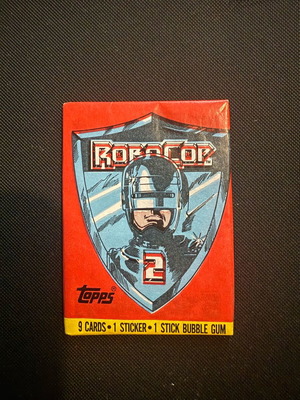 ROBOCOP
2
topps®
9 CARDS • 1 STICKER • 1 STICK BUBBLE GUM